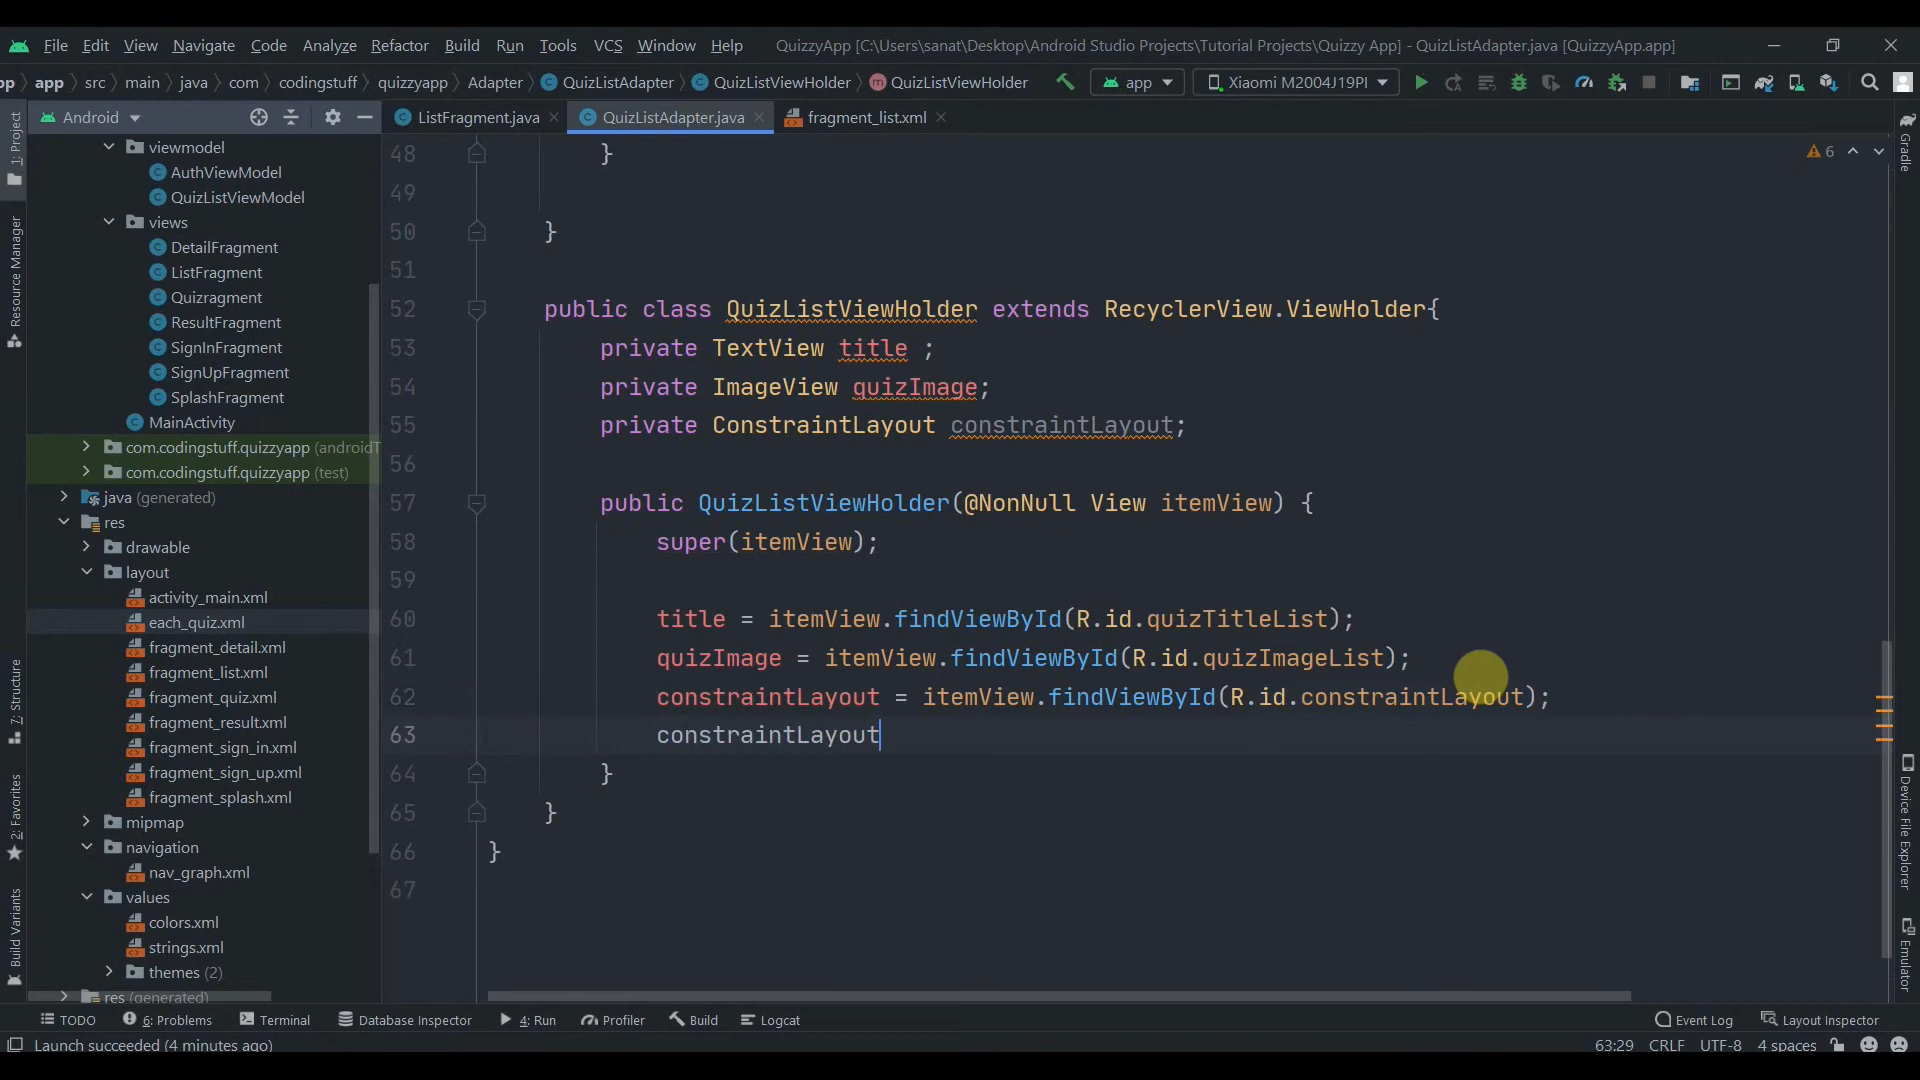 File Edit View Navigate Code Analyze Refactor Build Run Tools VCS Window Help QuizzyApp [C:\Users\sanat\Desktop\Android Studio Projects\Tutorial Projects\Quizzy App] - QuizListAdapter.java [QuizzyApp.app]
pp app src main java com codingstuff quizzyapp Adapter QuizListAdapter QuizListViewHolder QuizListViewHolder app Xiaomi M2004J19PI
Android ListFragment.java QuizListAdapter.java fragment_list.xml
1: Project
Resource Manager
7: Structure
2: Favorites
Build Variants
viewmodel
AuthViewModel
QuizListViewModel
views
DetailFragment
ListFragment
Quizragment
ResultFragment
SignInFragment
SignUpFragment
SplashFragment
MainActivity
com.codingstuff.quizzyapp (androidT
com.codingstuff.quizzyapp (test)
java (generated)
res
drawable
layout
activity_main.xml
each_quiz.xml
fragment_detail.xml
fragment_list.xml
fragment_quiz.xml
fragment_result.xml
fragment_sign_in.xml
fragment_sign_up.xml
fragment_splash.xml
mipmap
navigation
nav_graph.xml
values
colors.xml
strings.xml
themes (2)
res (generated)
6
48 }
49
50 }
51
52 public class QuizListViewHolder extends RecyclerView.ViewHolder{
53 private TextView title ;
54 private ImageView quizImage;
55 private ConstraintLayout constraintLayout;
56
57 public QuizListViewHolder(@NonNull View itemView) {
58 super(itemView);
59
60 title = itemView.findViewById(R.id.quizTitleList);
61 quizImage = itemView.findViewById(R.id.quizImageList);
62 constraintLayout = itemView.findViewById(R.id.constraintLayout);
63 constraintLayout
64 }
65 }
66 }
67
Gradle
Device File Explorer
Emulator
TODO 6: Problems Terminal Database Inspector 4: Run Profiler Build Logcat Event Log Layout Inspector
Launch succeeded (4 minutes ago) 63:29 CRLF UTF-8 4 spaces